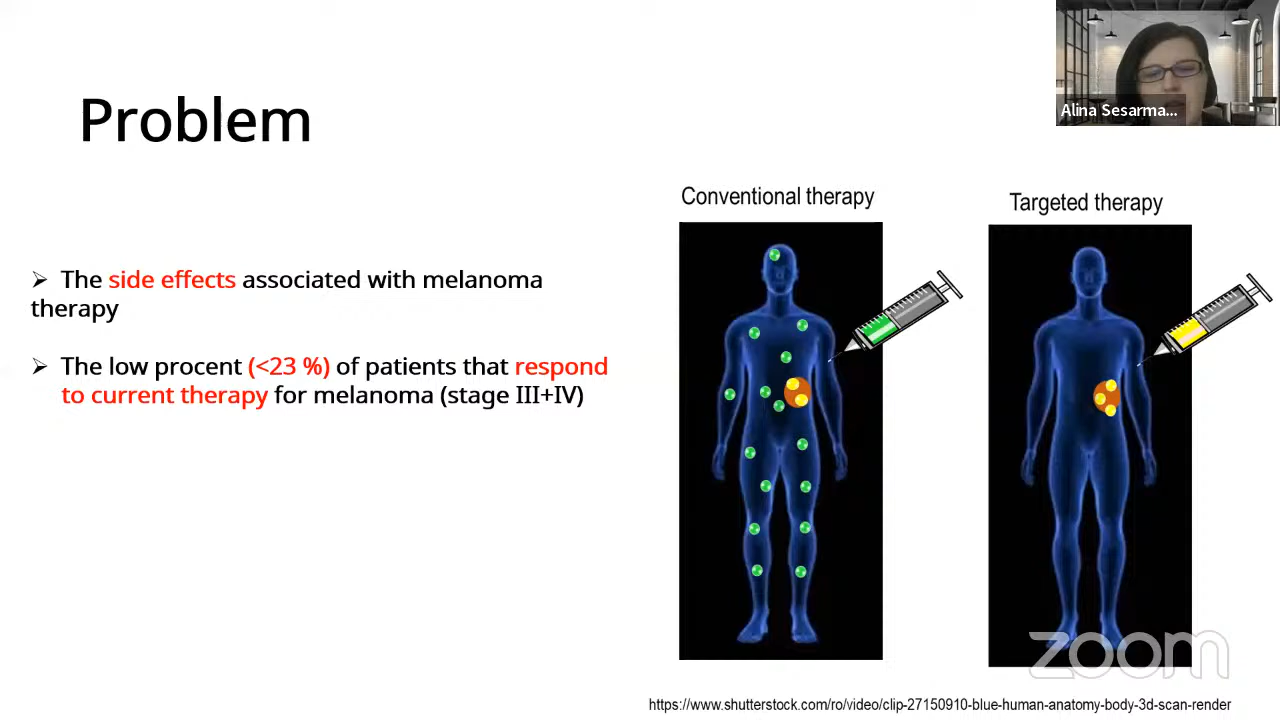 Problem
Alina Sesarma...
Conventional therapy
Targeted therapy
➢ The side effects associated with melanoma
therapy
➢ The low procent (<23 %) of patients that respond
to current therapy for melanoma (stage III+IV)
zoom
https://www.shutterstock.com/ro/video/clip-27150910-blue-human-anatomy-body-3d-scan-render